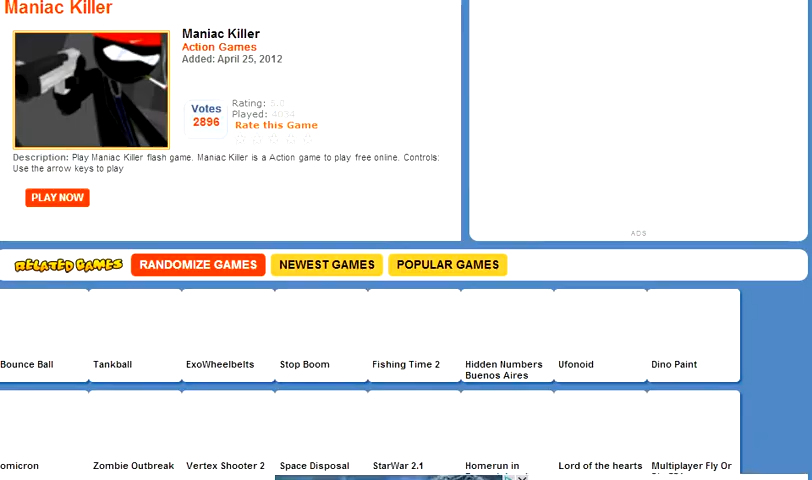 Maniac Killer
Maniac Killer
Action Games
Added: April 25, 2012
Votes
2896
Rating: 5.0
Played: 4034
Rate this Game
Description: Play Maniac Killer flash game. Maniac Killer is a Action game to play free online. Controls:
Use the arrow keys to play
PLAY NOW
ADS
RELATED GAMES
RANDOMIZE GAMES
NEWEST GAMES
POPULAR GAMES
Bounce Ball
Tankball
ExoWheelbelts
Stop Boom
Fishing Time 2
Hidden Numbers
Buenos Aires
Ufonoid
Dino Paint
omicron
Zombie Outbreak
Vertex Shooter 2
Space Disposal
StarWar 2.1
Homerun in
Lord of the hearts
Multiplayer Fly Or